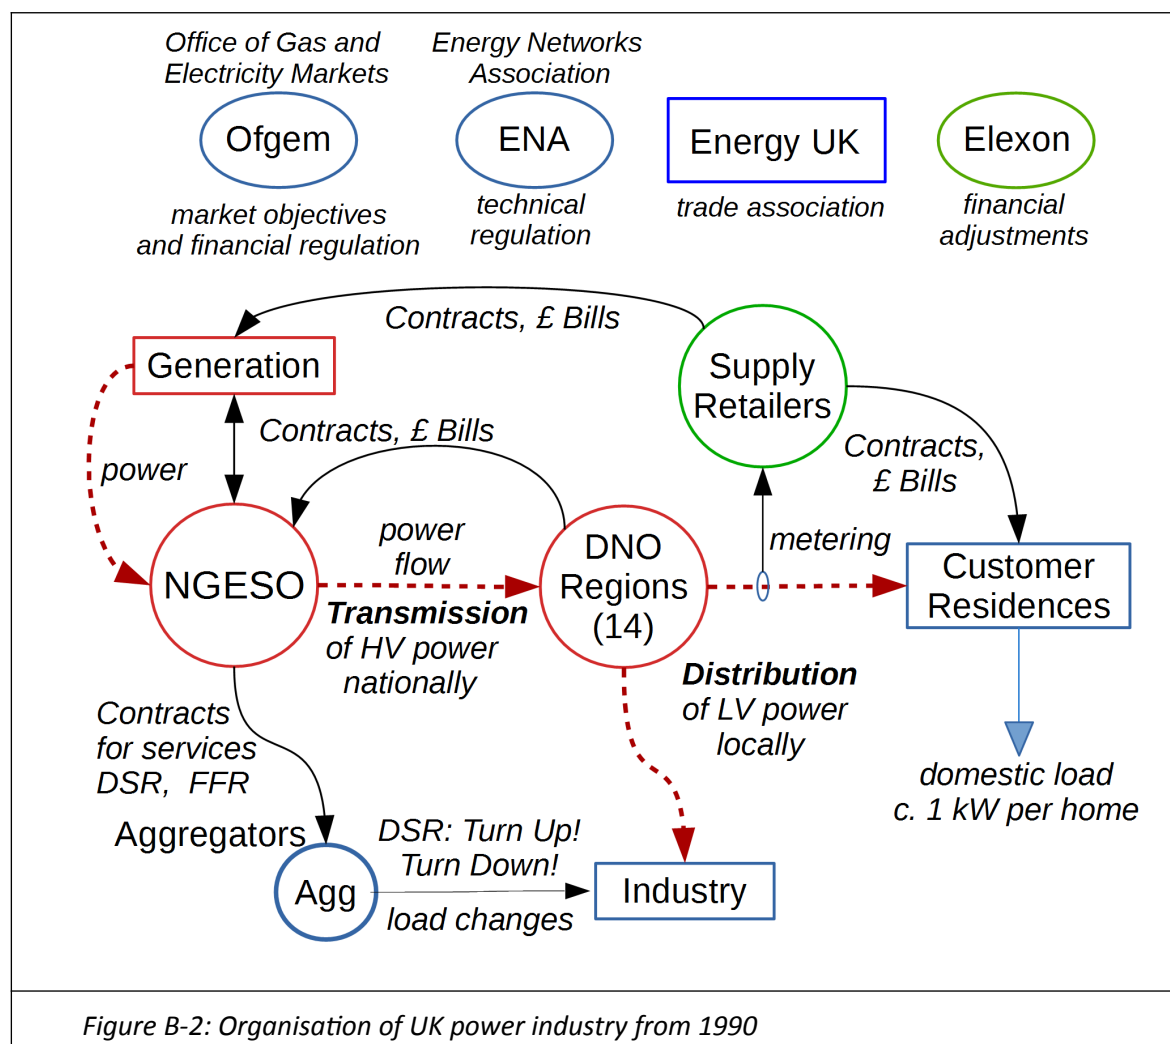 Office of Gas and
Electricity Markets
Ofgem
market objectives
and financial regulation
Energy Networks
Association
ENA
technical
regulation
Energy UK
trade association
Elexon
financial
adjustments
Contracts, £ Bills
Generation
Supply
Retailers
Contracts, £ Bills
Contracts,
£ Bills
power
NGESO
power
flow
Transmission
of HV power
nationally
DNO
Regions
(14)
metering
Customer
Residences
Distribution
of LV power
locally
Contracts
for services
DSR, FFR
domestic load
c. 1 kW per home
Aggregators
Agg
DSR: Turn Up!
Turn Down!
load changes
Industry
Figure B-2: Organisation of UK power industry from 1990